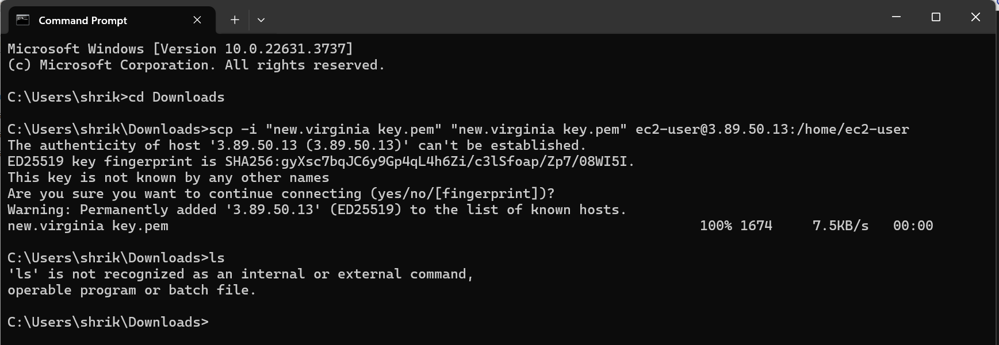 Command Prompt
Microsoft Windows [Version 10.0.22631.3737]
(c) Microsoft Corporation. All rights reserved.
C:\Users\shrik>cd Downloads
C:\Users\shrik\Downloads>scp -i "new.virginia key.pem" "new.virginia key.pem" ec2-user@3.89.50.13:/home/ec2-user
The authenticity of host '3.89.50.13 (3.89.50.13)' can't be established.
ED25519 key fingerprint is SHA256:gyXsc7bqJC6y9Gp4qL4h6Zi/c3lSfoap/Zp7/08WI5I.
This key is not known by any other names
Are you sure you want to continue connecting (yes/no/[fingerprint])?
Warning: Permanently added '3.89.50.13' (ED25519) to the list of known hosts.
new.virginia key.pem 100% 1674 7.5KB/s 00:00
C:\Users\shrik\Downloads>ls
'ls' is not recognized as an internal or external command,
operable program or batch file.
C:\Users\shrik\Downloads>